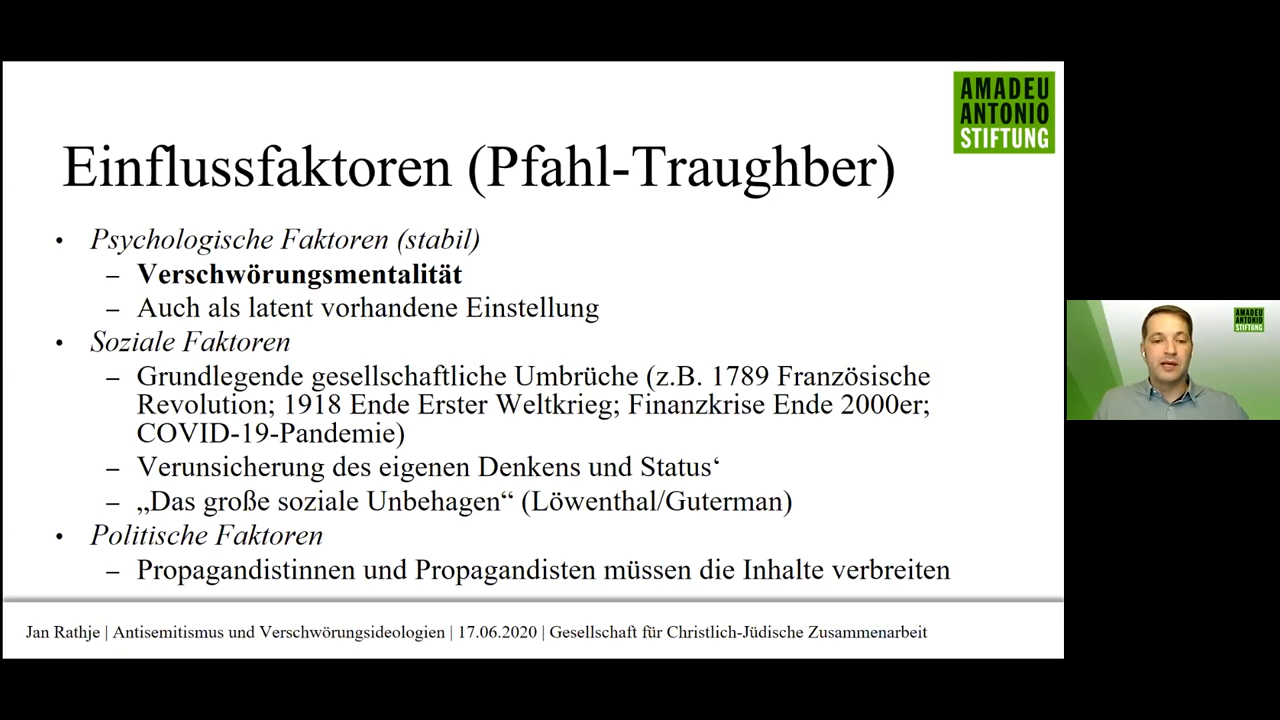 AMADEU
ANTONIO
STIFTUNG
Einflussfaktoren (Pfahl-Traughber)
• Psychologische Faktoren (stabil)
– Verschwörungsmentalität
– Auch als latent vorhandene Einstellung
• Soziale Faktoren
– Grundlegende gesellschaftliche Umbrüche (z.B. 1789 Französische
Revolution; 1918 Ende Erster Weltkrieg; Finanzkrise Ende 2000er;
COVID-19-Pandemie)
– Verunsicherung des eigenen Denkens und Status‘
– „Das große soziale Unbehagen“ (Löwenthal/Guterman)
• Politische Faktoren
– Propagandistinnen und Propagandisten müssen die Inhalte verbreiten
Jan Rathje | Antisemitismus und Verschwörungsideologien | 17.06.2020 | Gesellschaft für Christlich-Jüdische Zusammenarbeit
AMADEU
ANTONIO
STIFTUNG